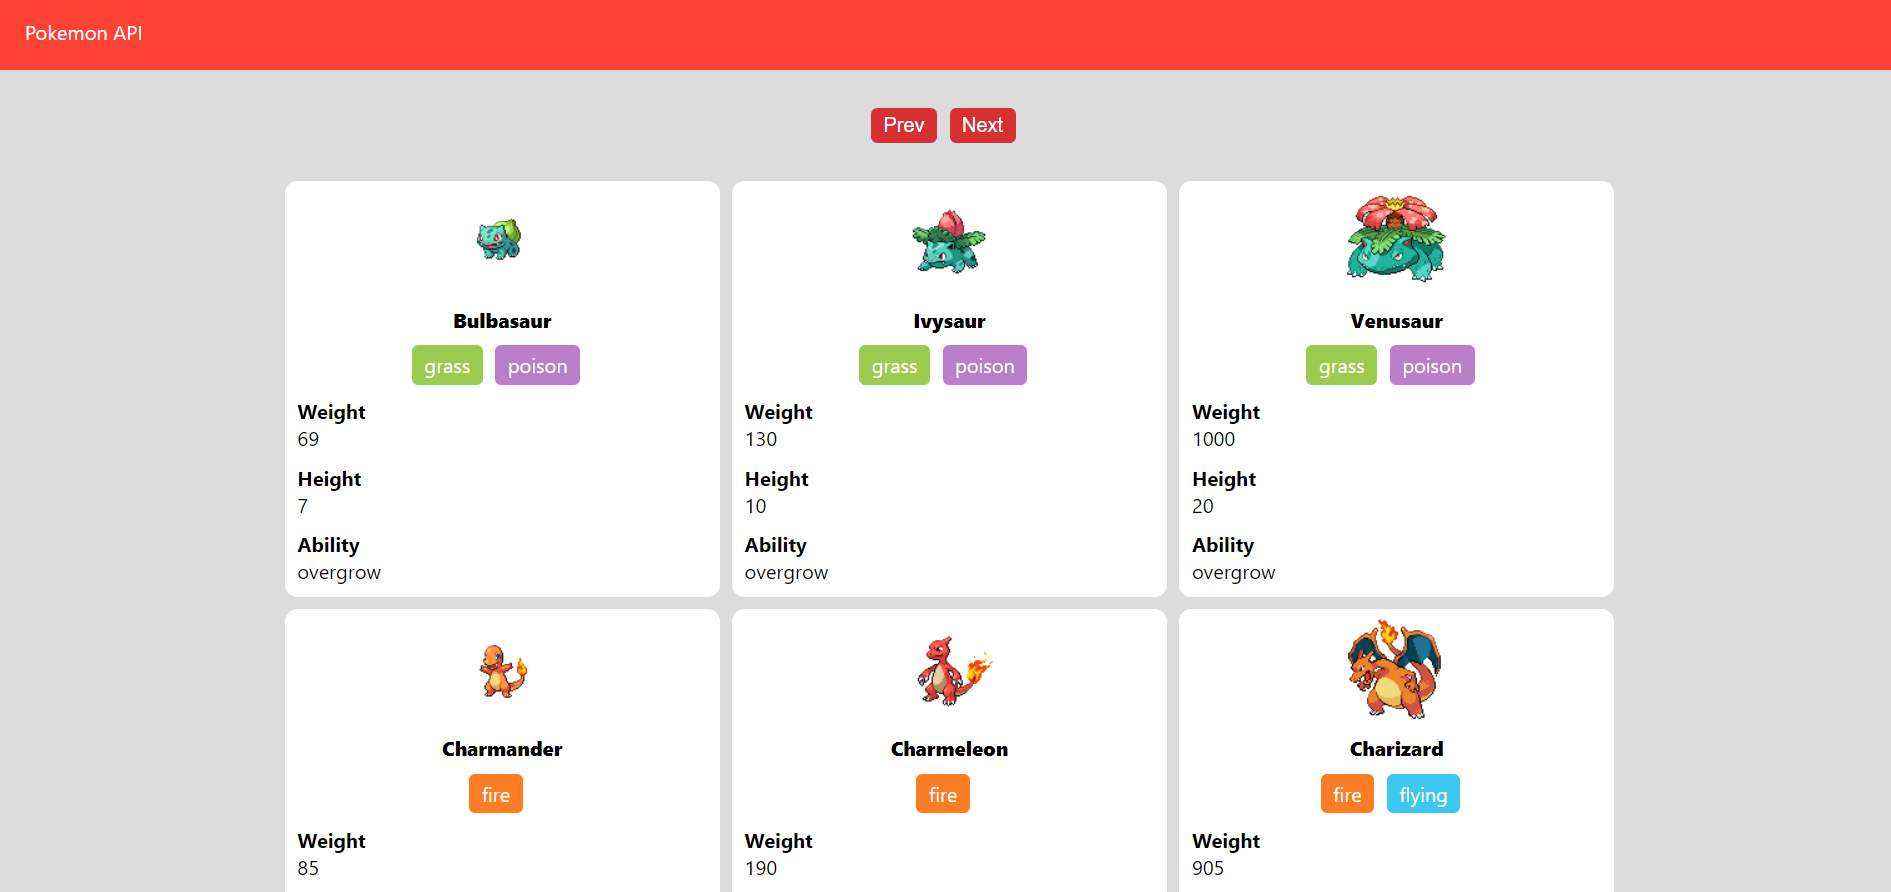 Pokemon API
Prev Next
Bulbasaur
grass poison
Weight
69
Height
7
Ability
overgrow
Ivysaur
grass poison
Weight
130
Height
10
Ability
overgrow
Venusaur
grass poison
Weight
1000
Height
20
Ability
overgrow
Charmander
fire
Weight
85
Charmeleon
fire
Weight
190
Charizard
fire flying
Weight
905